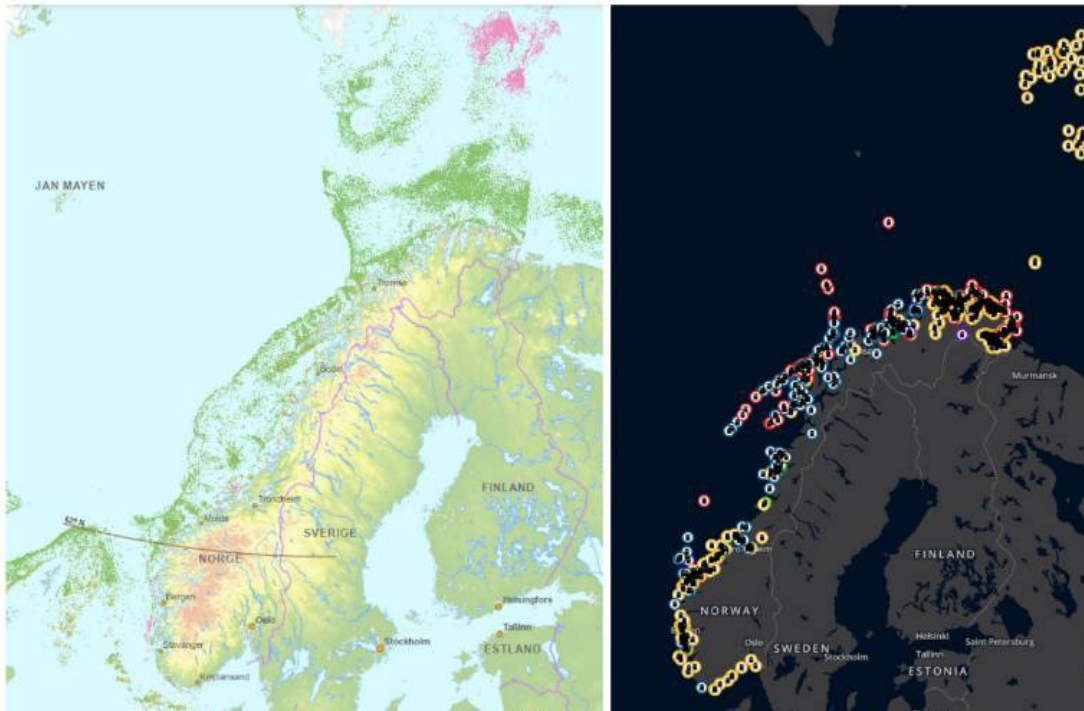 JAN MAYEN
Tromsø
Bodø
62° N
Trondheim
Molde
FINLAND
SVERIGE
NORGE
Bergen
Oslo
Helsingfors
Tallinn
Stavanger
Stockholm
ESTLAND
Kristiansand
Murmansk
FINLAND
NORWAY
Oslo
Helsinki
Saint Petersburg
SWEDEN
Stockholm
Tallinn
ESTONIA